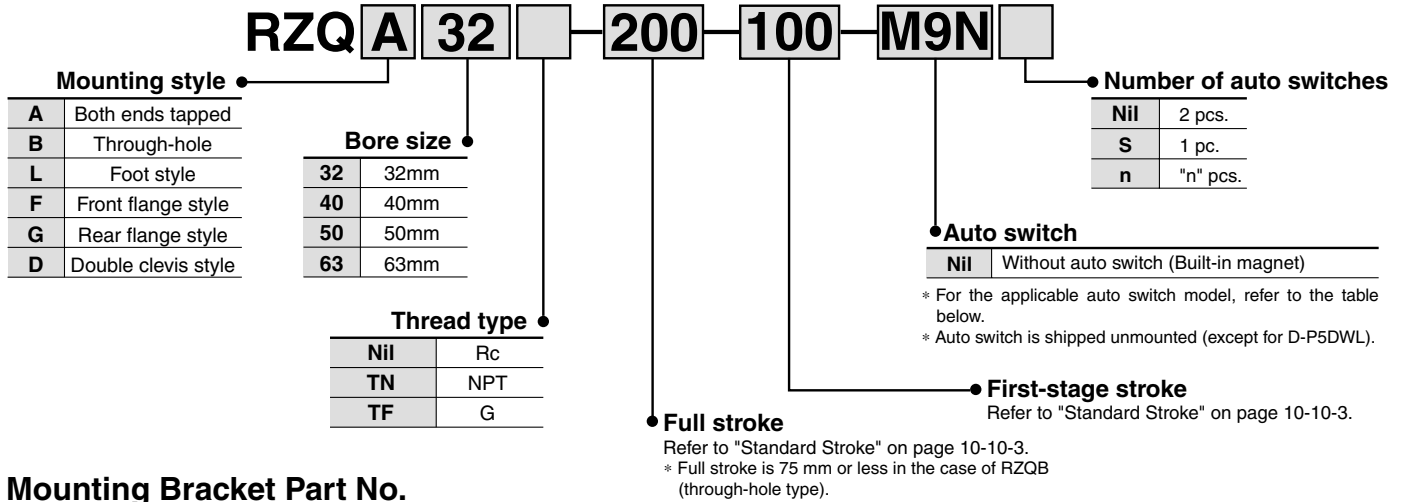 RZQ A 32 - 200 - 100 - M9N
Mounting style
A Both ends tapped
B Through-hole
L Foot style
F Front flange style
G Rear flange style
D Double clevis style
Bore size
32 32mm
40 40mm
50 50mm
63 63mm
Thread type
Nil Rc
TN NPT
TF G
Full stroke
Refer to "Standard Stroke" on page 10-10-3.
* Full stroke is 75 mm or less in the case of RZQB
(through-hole type).
First-stage stroke
Refer to "Standard Stroke" on page 10-10-3.
Auto switch
Nil Without auto switch (Built-in magnet)
* For the applicable auto switch model, refer to the table
below.
* Auto switch is shipped unmounted (except for D-P5DWL).
Number of auto switches
Nil 2 pcs.
S 1 pc.
n "n" pcs.
Mounting Bracket Part No.